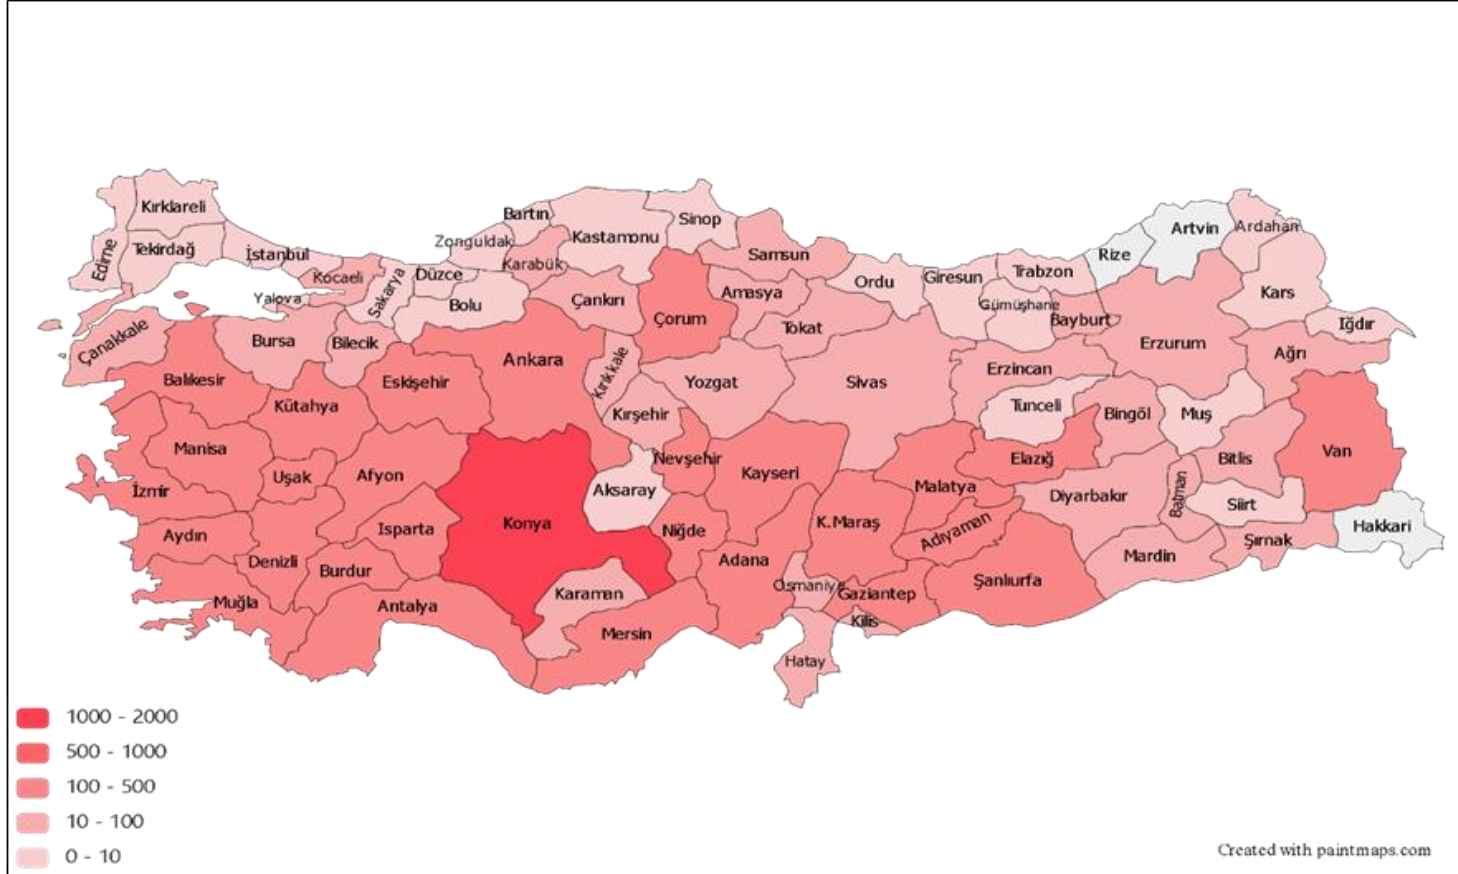 Kırklareli
Edirne
Tekirdağ
İstanbul
Kocaeli
Yalova
Sakarya
Düzce
Zonguldak
Bartın
Karabük
Bolu
Kastamonu
Sinop
Çankırı
Samsun
Çorum
Amasya
Tokat
Ordu
Giresun
Trabzon
Gümüşhane
Bayburt
Rize
Artvin
Ardahan
Kars
Iğdır
Çanakkale
Bursa
Bilecik
Balıkesir
Kütahya
Eskişehir
Ankara
Kırıkkale
Kırşehir
Yozgat
Sivas
Erzincan
Erzurum
Ağrı
Tunceli
Bingöl
Muş
Manisa
Uşak
Afyon
İzmir
Konya
Aksaray
Nevşehir
Kayseri
Malatya
Elazığ
Diyarbakır
Batman
Bitlis
Siirt
Van
Hakkari
Şırnak
Mardin
Aydın
Denizli
Isparta
Burdur
Muğla
Antalya
Karaman
Mersin
Niğde
Adana
K.Maraş
Adıyaman
Osmaniye
Gaziantep
Kilis
Şanlıurfa
Hatay
1000 - 2000
500 - 1000
100 - 500
10 - 100
0 - 10
Created with paintmaps.com